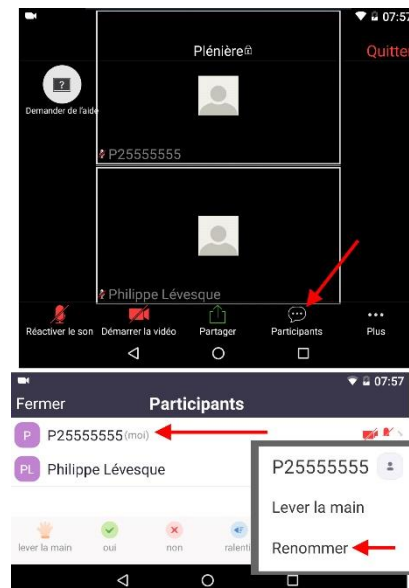 07:57
Plénière
Quitter
?
Demander de l'aide
P25555555
Philippe Lévesque
Réactiver le son Démarrer la vidéo Partager Participants Plus
07:57
Fermer Participants
P P25555555 (moi)
PL Philippe Lévesque
P25555555
Lever la main
Renommer
lever la main oui non